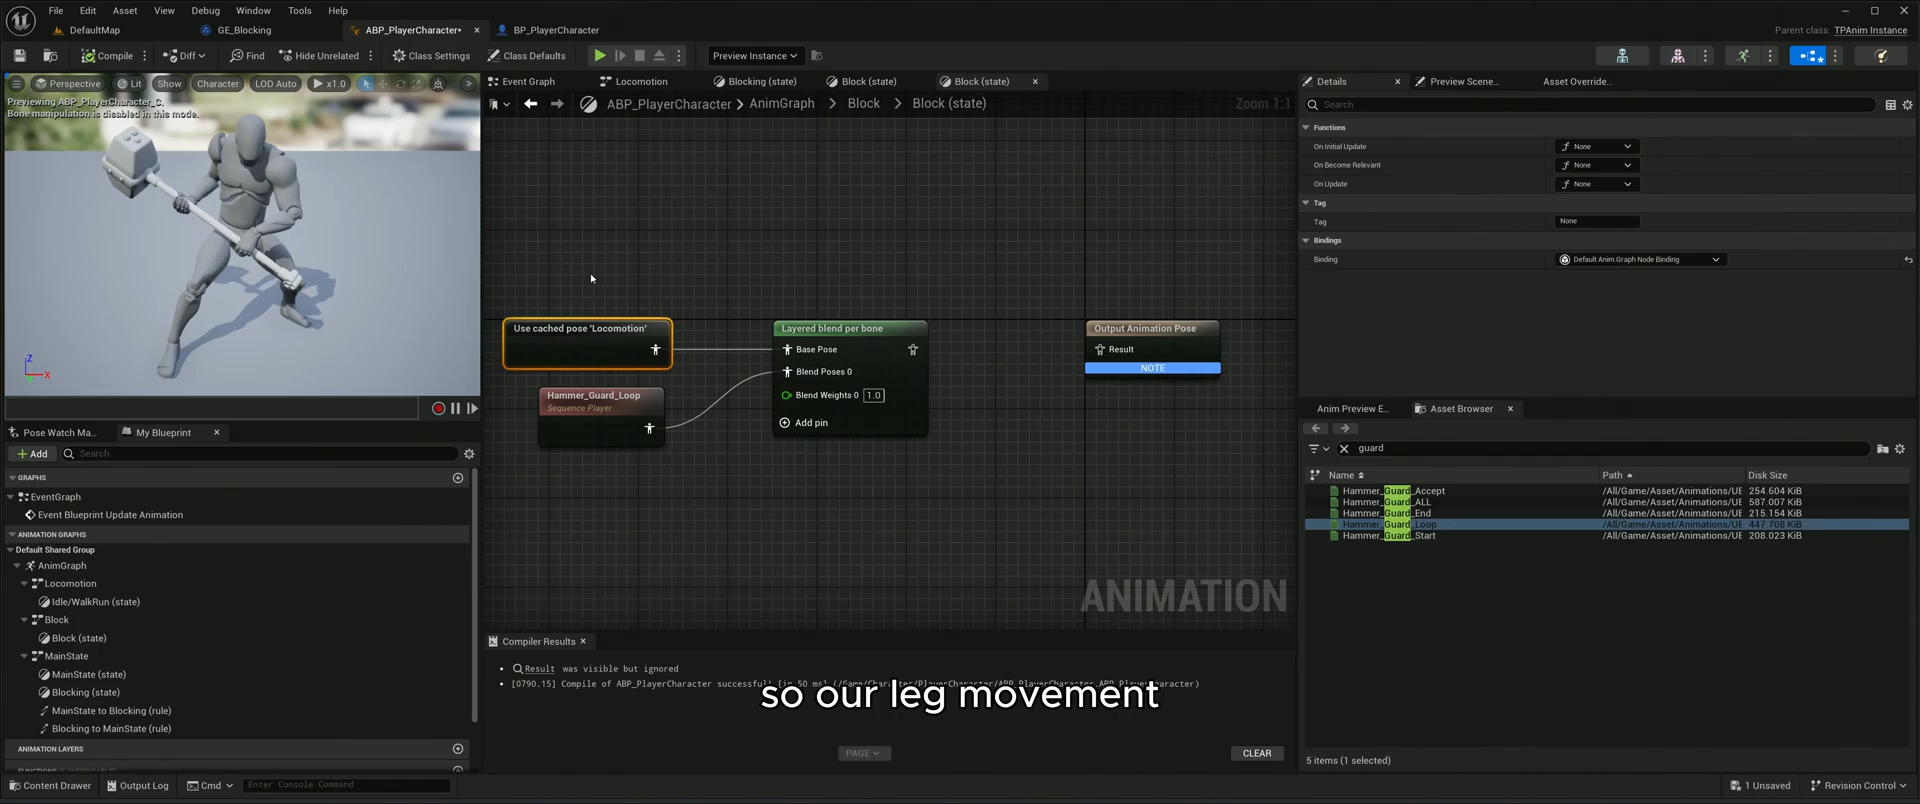 File Edit Asset View Debug Window Tools Help
DefaultMap GE_Blocking ABP_PlayerCharacter• BP_PlayerCharacter Parent class: TPAnim Instance
Compile Diff Find Hide Unrelated Class Settings Class Defaults Preview Instance
Perspective Lit Show Character LOD Auto x1.0
Previewing ABP_PlayerCharacter_C.
Bone manipulation is disabled in this mode.
Z
X
Event Graph Locomotion Blocking (state) Block (state) Block (state)
ABP_PlayerCharacter AnimGraph Block Block (state) Zoom 1:1
Use cached pose 'Locomotion'
Layered blend per bone
Output Animation Pose
Base Pose
Result
NOTE
Blend Poses 0
Hammer_Guard_Loop
Sequence Player
Blend Weights 0 1.0
Add pin
ANIMATION
Details Preview Scene... Asset Override...
Search
Functions
On Initial Update None
On Become Relevant None
On Update None
Tag
Tag None
Bindings
Binding Default Anim Graph Node Binding
Anim Preview E... Asset Browser
guard
Name Path Disk Size
Hammer_Guard_Accept /All/Game/Asset/Animations/UE 254.604 KiB
Hammer_Guard_ALL /All/Game/Asset/Animations/UE 587.007 KiB
Hammer_Guard_End /All/Game/Asset/Animations/UE 215.154 KiB
Hammer_Guard_Loop /All/Game/Asset/Animations/UE 447.708 KiB
Hammer_Guard_Start /All/Game/Asset/Animations/UE 208.023 KiB
5 items (1 selected)
Pose Watch Ma... My Blueprint
Add Search
GRAPHS
EventGraph
Event Blueprint Update Animation
ANIMATION GRAPHS
Default Shared Group
AnimGraph
Locomotion
Idle/WalkRun (state)
Block
Block (state)
MainState
MainState (state)
Blocking (state)
MainState to Blocking (rule)
Blocking to MainState (rule)
ANIMATION LAYERS
Compiler Results
Result was visible but ignored
[0790.15] Compile of ABP_PlayerCharacter successful! [in 50 ms] (/Game/Character/PlayerCharacter/ABP_PlayerCharacter.ABP_PlayerCharacter)
so our leg movement
PAGE CLEAR
Content Drawer Output Log Cmd Enter Console Command 1 Unsaved Revision Control